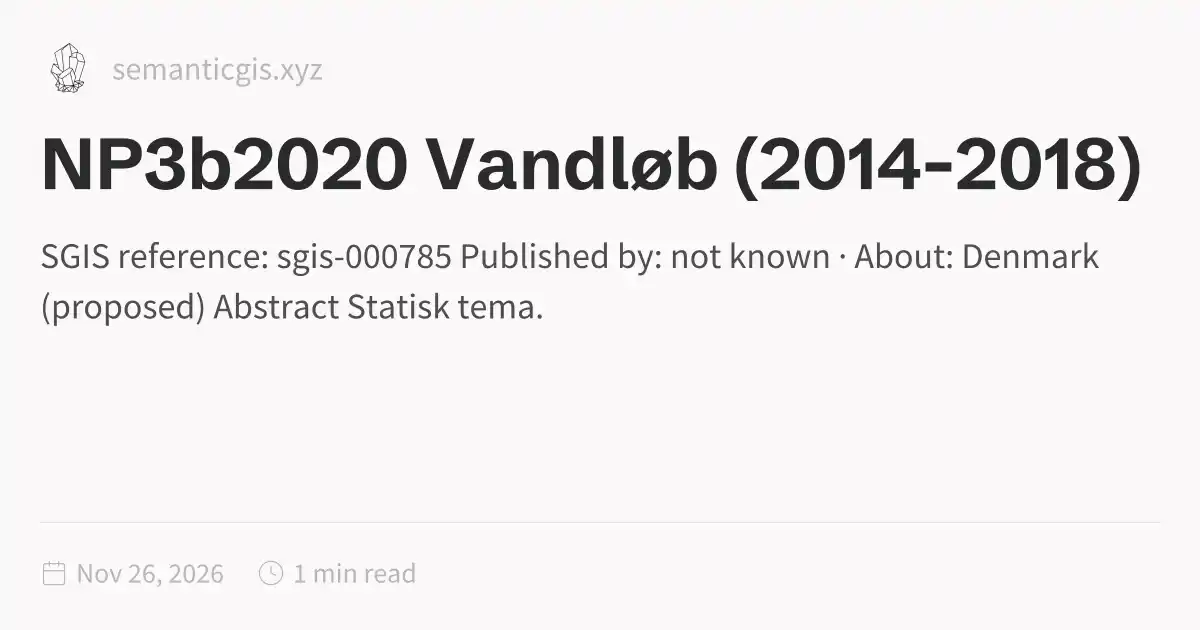 semanticgis.xyz
NP3b2020 Vandløb (2014-2018)
SGIS reference: sgis-000785 Published by: not known · About: Denmark
(proposed) Abstract Statisk tema.
Nov 26, 2026 1 min read